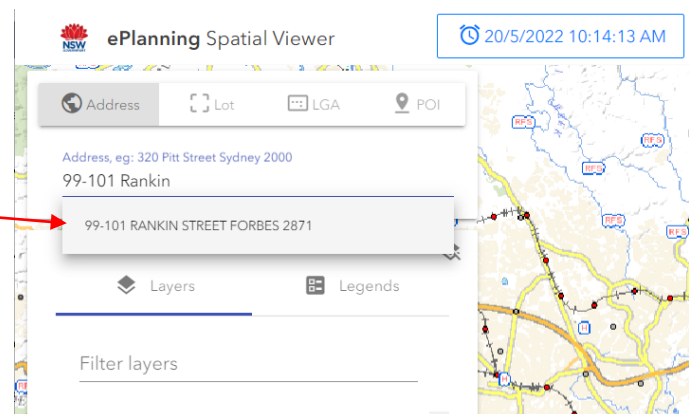 NSW
ePlanning Spatial Viewer
20/5/2022 10:14:13 AM
Address
Lot
LGA
POI
Address, eg: 320 Pitt Street Sydney 2000
99-101 Rankin
99-101 RANKIN STREET FORBES 2871
Layers
Legends
Filter layers
RFS
RFS
RFS
RFS
RFS
H
H